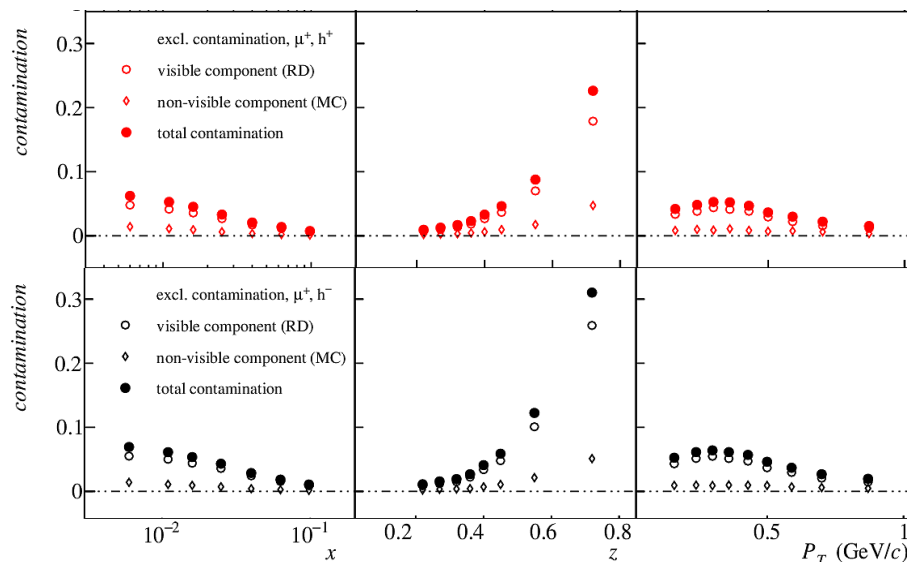 0.3
0.2
0.1
0
contamination
excl. contamination, μ⁺, h⁺
visible component (RD)
non-visible component (MC)
total contamination
0.3
0.2
0.1
0
contamination
excl. contamination, μ⁺, h⁻
visible component (RD)
non-visible component (MC)
total contamination
10⁻² 10⁻¹
x
0.2 0.4 0.6 0.8
z
0.5 1
P_T (GeV/c)